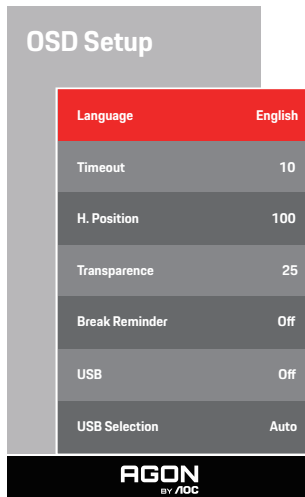 OSD Setup
Language English
Timeout 10
H. Position 100
Transparence 25
Break Reminder Off
USB Off
USB Selection Auto
AGON
BY AOC